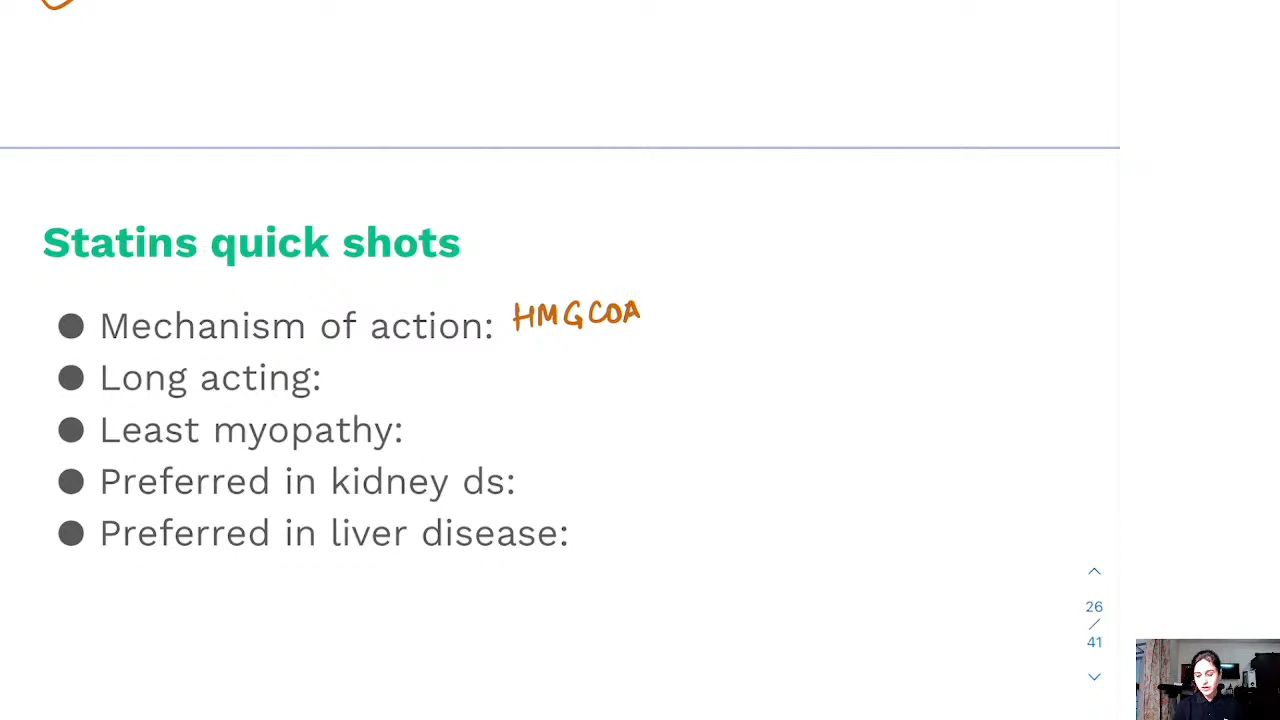 Statins quick shots
● Mechanism of action: HMGCOA
● Long acting:
● Least myopathy:
● Preferred in kidney ds:
● Preferred in liver disease:
26
/
41